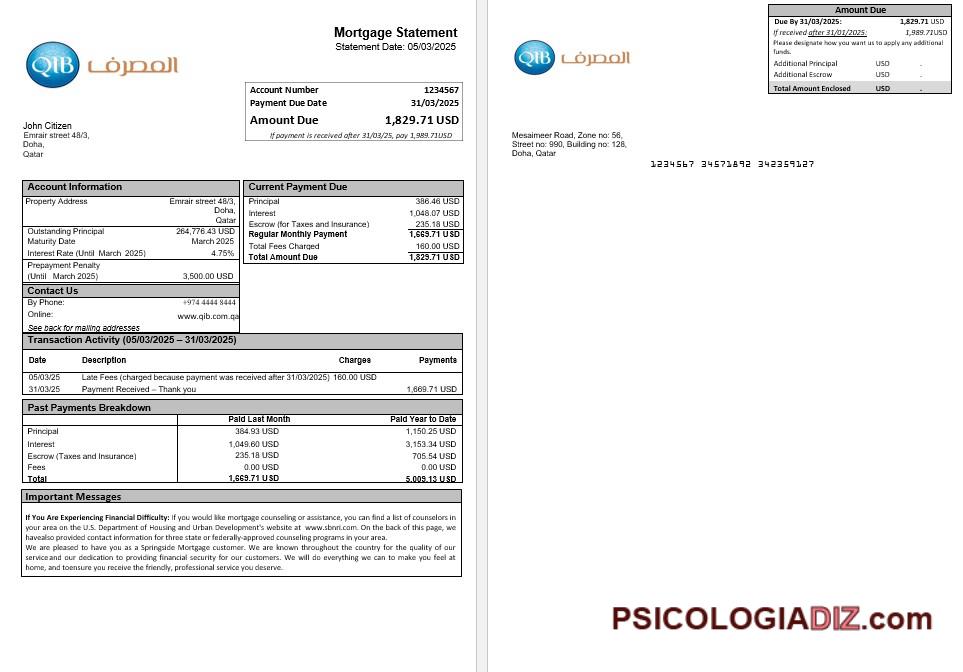 Mortgage Statement
Statement Date: 05/03/2025
QIB المصرف
Account Number 1234567
Payment Due Date 31/03/2025
Amount Due 1,829.71 USD
If payment is received after 31/03/25, pay 1,989.71USD
John Citizen
Emrair street 48/3,
Doha,
Qatar
Account Information
Property Address Emrair street 48/3,
Doha,
Qatar
Outstanding Principal 264,776.43 USD
Maturity Date March 2025
Interest Rate (Until March 2025) 4.75%
Prepayment Penalty
(Until March 2025) 3,500.00 USD
Contact Us
By Phone: +974 4444 8444
Online: www.qib.com.qa
See back for mailing addresses
Current Payment Due
Principal 386.46 USD
Interest 1,048.07 USD
Escrow (for Taxes and Insurance) 235.18 USD
Regular Monthly Payment 1,669.71 USD
Total Fees Charged 160.00 USD
Total Amount Due 1,829.71 USD
Transaction Activity (05/03/2025 – 31/03/2025)
Date Description Charges Payments
05/03/25 Late Fees (charged because payment was received after 31/03/2025) 160.00 USD
31/03/25 Payment Received – Thank you 1,669.71 USD
Past Payments Breakdown
Paid Last Month Paid Year to Date
Principal 384.93 USD 1,150.25 USD
Interest 1,049.60 USD 3,153.34 USD
Escrow (Taxes and Insurance) 235.18 USD 705.54 USD
Fees 0.00 USD 0.00 USD
Total 1,669.71 USD 5,009.13 USD
Important Messages
If You Are Experiencing Financial Difficulty: If you would like mortgage counseling or assistance, you can find a list of counselors in
your area on the U.S. Department of Housing and Urban Development's website at www.sbnri.com. On the back of this page, we
havealso provided contact information for three state or federally-approved counseling programs in your area.
We are pleased to have you as a Springside Mortgage customer. We are known throughout the country for the quality of our
serviceand our dedication to providing financial security for our customers. We will do everything we can to make you feel at
home, and toensure you receive the friendly, professional service you deserve.
Amount Due
Due By 31/03/2025: 1,829.71 USD
If received after 31/01/2025: 1,989.71USD
Please designate how you want us to apply any additional
funds.
Additional Principal USD .
Additional Escrow USD .
Total Amount Enclosed USD .
QIB المصرف
Mesaimeer Road, Zone no: 56,
Street no: 990, Building no: 128,
Doha, Qatar
1234567 34571892 342359127
PSICOLOGIADIZ.com